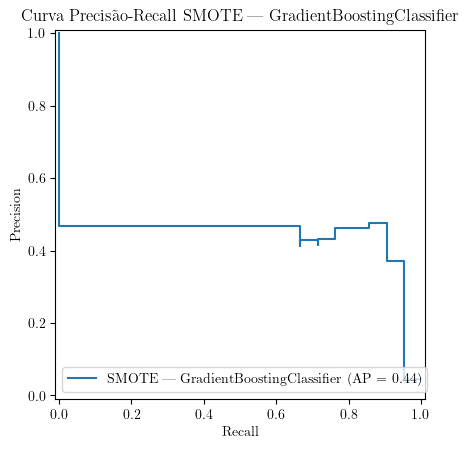 Curva Precisão-Recall SMOTE — GradientBoostingClassifier
1.0
0.8
0.6
0.4
0.2
0.0
Precision
SMOTE — GradientBoostingClassifier (AP = 0.44)
0.0 0.2 0.4 0.6 0.8 1.0
Recall